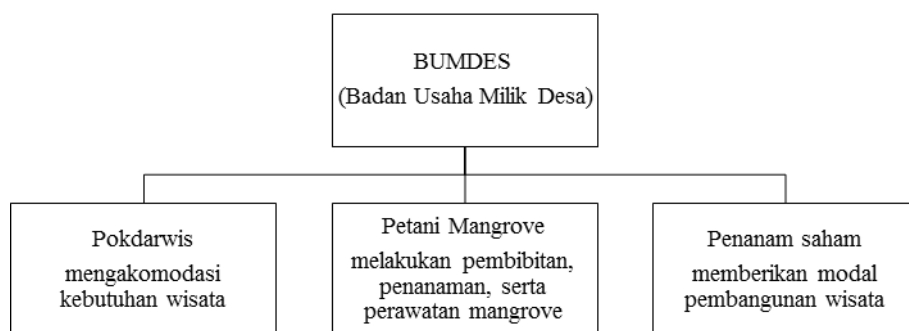 BUMDES
(Badan Usaha Milik Desa)
Pokdarwis
mengakomodasi
kebutuhan wisata
Petani Mangrove
melakukan pembibitan,
penanaman, serta
perawatan mangrove
Penanam saham
memberikan modal
pembangunan wisata